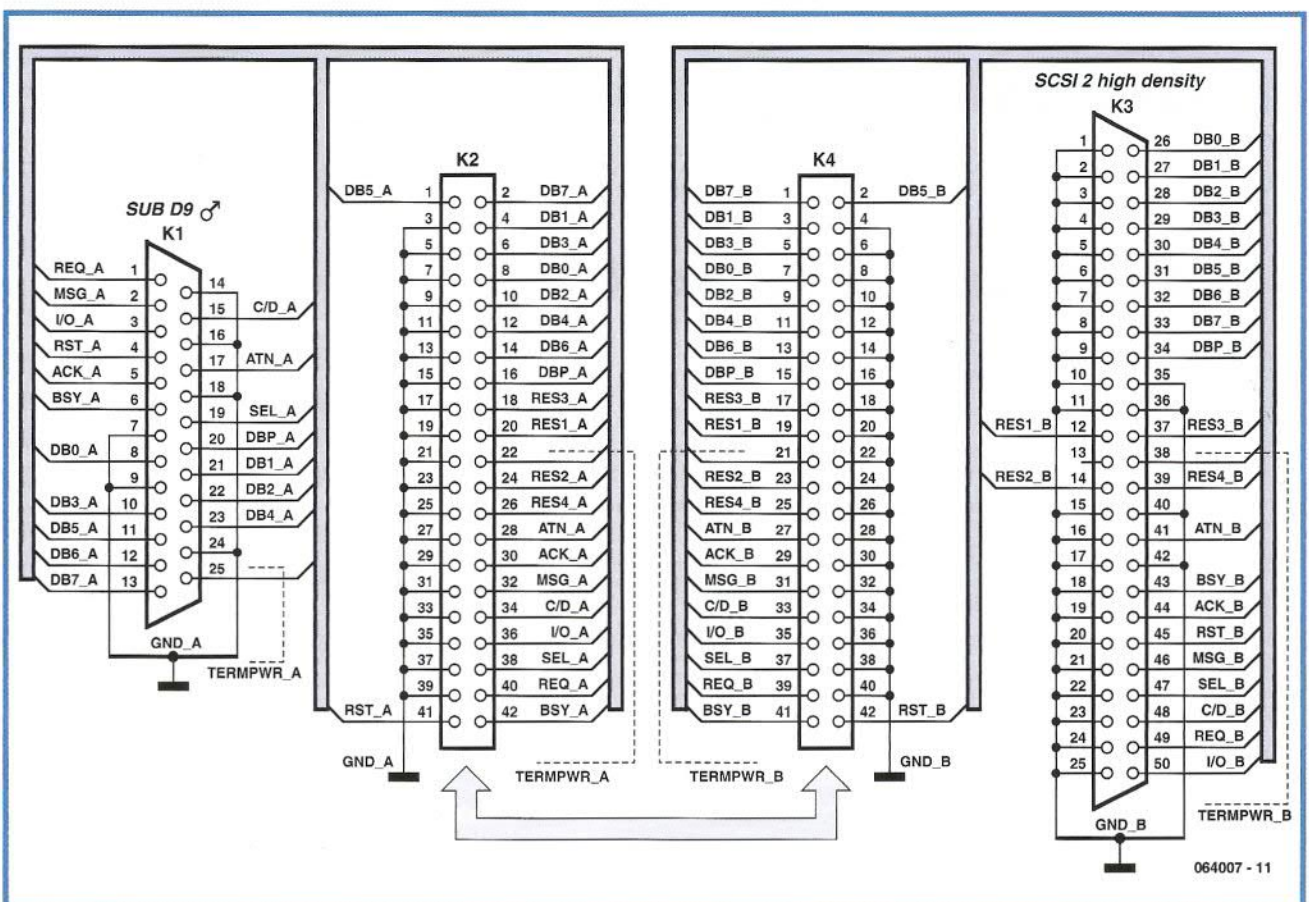 SUB D9 ♂
K1
REQ_A 1
MSG_A 2
I/O_A 3
RST_A 4
ACK_A 5
BSY_A 6
7
DB0_A 8
9
DB3_A 10
DB5_A 11
DB6_A 12
DB7_A 13
14
15 C/D_A
16
17 ATN_A
18
19 SEL_A
20 DBP_A
21 DB1_A
22 DB2_A
23 DB4_A
24
25
GND_A
TERMPWR_A
K2
DB5_A 1 2 DB7_A
3 4 DB1_A
5 6 DB3_A
7 8 DB0_A
9 10 DB2_A
11 12 DB4_A
13 14 DB6_A
15 16 DBP_A
17 18 RES3_A
19 20 RES1_A
21 22
23 24 RES2_A
25 26 RES4_A
27 28 ATN_A
29 30 ACK_A
31 32 MSG_A
33 34 C/D_A
35 36 I/O_A
37 38 SEL_A
39 40 REQ_A
RST_A 41 42 BSY_A
GND_A
TERMPWR_A
K4
DB7_B 1 2 DB5_B
DB1_B 3 4
DB3_B 5 6
DB0_B 7 8
DB2_B 9 10
DB4_B 11 12
DB6_B 13 14
DBP_B 15 16
RES3_B 17 18
RES1_B 19 20
21 22
RES2_B 23 24
RES4_B 25 26
ATN_B 27 28
ACK_B 29 30
MSG_B 31 32
C/D_B 33 34
I/O_B 35 36
SEL_B 37 38
REQ_B 39 40
BSY_B 41 42 RST_B
TERMPWR_B
GND_B
SCSI 2 high density
K3
1 26 DB0_B
2 27 DB1_B
3 28 DB2_B
4 29 DB3_B
5 30 DB4_B
6 31 DB5_B
7 32 DB6_B
8 33 DB7_B
9 34 DBP_B
10 35
11 36
RES1_B 12 37 RES3_B
13 38
RES2_B 14 39 RES4_B
15 40
16 41 ATN_B
17 42
18 43 BSY_B
19 44 ACK_B
20 45 RST_B
21 46 MSG_B
22 47 SEL_B
23 48 C/D_B
24 49 REQ_B
25 50 I/O_B
GND_B
TERMPWR_B
064007 - 11